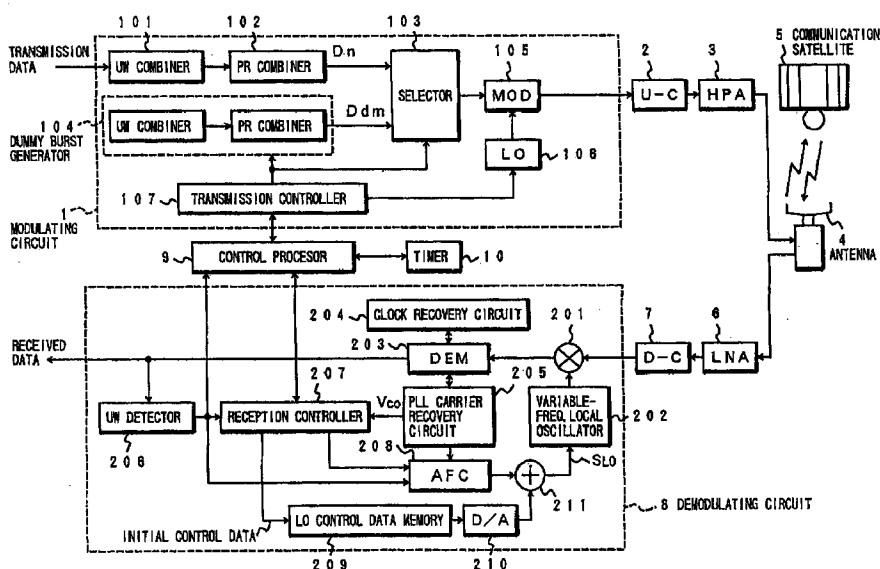 101
102
103
TRANSMISSION
DATA
UW COMBINER
PR COMBINER
Dn
SELECTOR
105
MOD
2
U-C
3
HPA
5 COMMUNICATION
SATELLITE
104
DUMMY BURST
GENERATOR
UW COMBINER
PR COMBINER
Ddm
LO
106
107
TRANSMISSION CONTROLLER
1
MODULATING
CIRCUIT
4
ANTENNA
9
CONTROL PROCESOR
TIMER
10
204
CLOCK RECOVERY CIRCUIT
201
7
6
RECEIVED
DATA
203
DEM
D-C
LNA
207
205
UW DETECTOR
RECEPTION CONTROLLER
Vco
PLL CARRIER
RECOVERY
CIRCUIT
VARIABLE-
FREQ. LOCAL
OSCILLATOR
202
206
208
AFC
SLO
211
8 DEMODULATING CIRCUIT
INITIAL CONTROL DATA
LO CONTROL DATA MEMORY
D/A
209
210